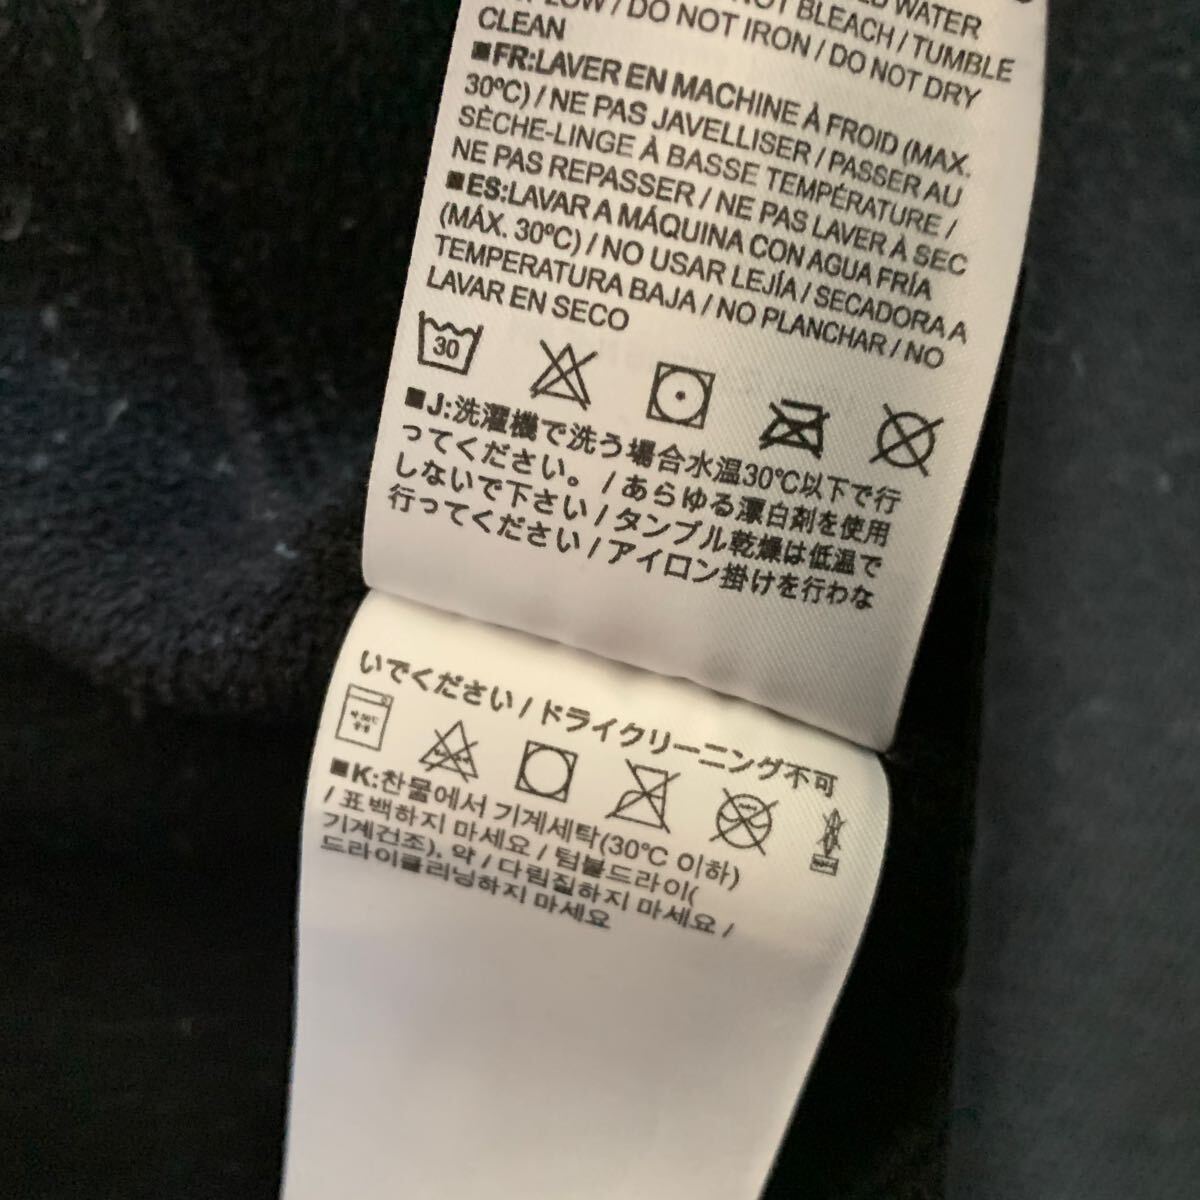 WATER
NOT BLEACH / TUMBLE
LOW / DO NOT IRON / DO NOT DRY
CLEAN
■FR:LAVER EN MACHINE À FROID (MAX.
30ºC) / NE PAS JAVELLISER / PASSER AU
SÈCHE-LINGE À BASSE TEMPÉRATURE /
NE PAS REPASSER / NE PAS LAVER À SEC
■ES:LAVAR A MÁQUINA CON AGUA FRÍA
(MÁX. 30ºC) / NO USAR LEJÍA / SECADORA A
TEMPERATURA BAJA / NO PLANCHAR / NO
LAVAR EN SECO
30
■J:洗濯機で洗う場合水温30℃以下で行
ってください。 / あらゆる漂白剤を使用
しないで下さい / タンブル乾燥は低温で
行ってください / アイロン掛けを行わな
いでください / ドライクリーニング不可
■K:찬물에서 기계세탁(30℃ 이하)
/ 표백하지 마세요 / 텀블드라이(
기계건조). 약 / 다림질하지 마세요 /
드라이클리닝하지 마세요